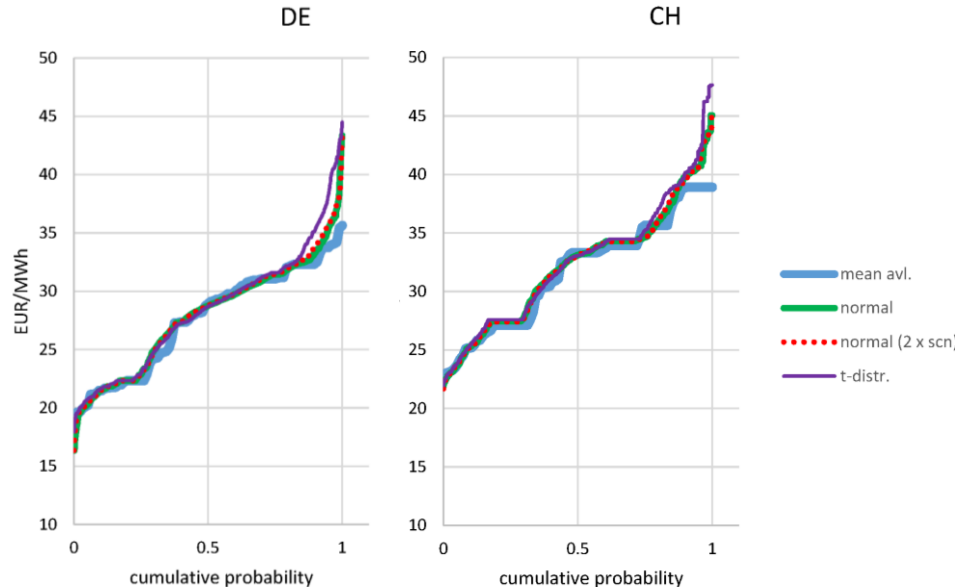 DE
CH
50
45
40
35
30
25
20
15
10
EUR/MWh
0
0.5
1
cumulative probability
50
45
40
35
30
25
20
15
10
0
0.5
1
cumulative probability
mean avl.
normal
normal (2 x scn)
t-distr.